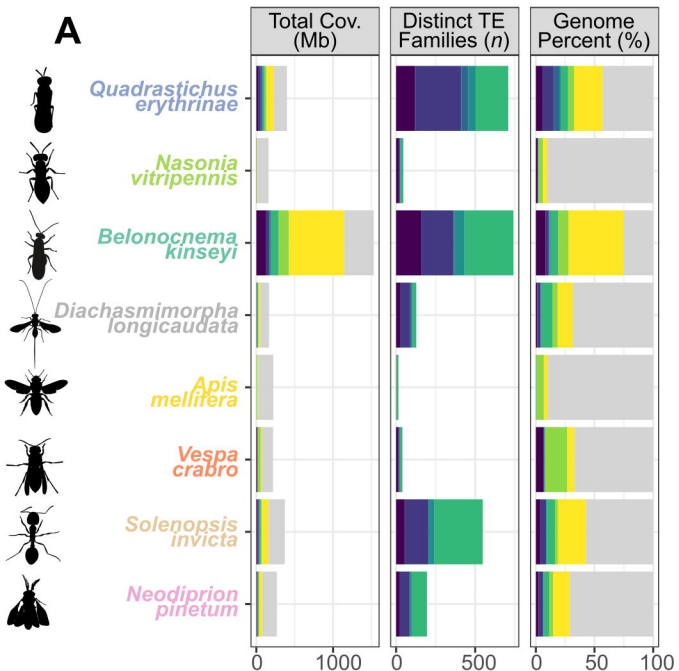 A
Total Cov.
(Mb)
Distinct TE
Families (n)
Genome
Percent (%)
Quadrastichus
erythrinae
Nasonia
vitripennis
Belonocnema
kinseyi
Diachasmimorpha
longicaudata
Apis
mellifera
Vespa
crabro
Solenopsis
invicta
Neodiprion
pinetum
0 1000 0 500 0 50 100